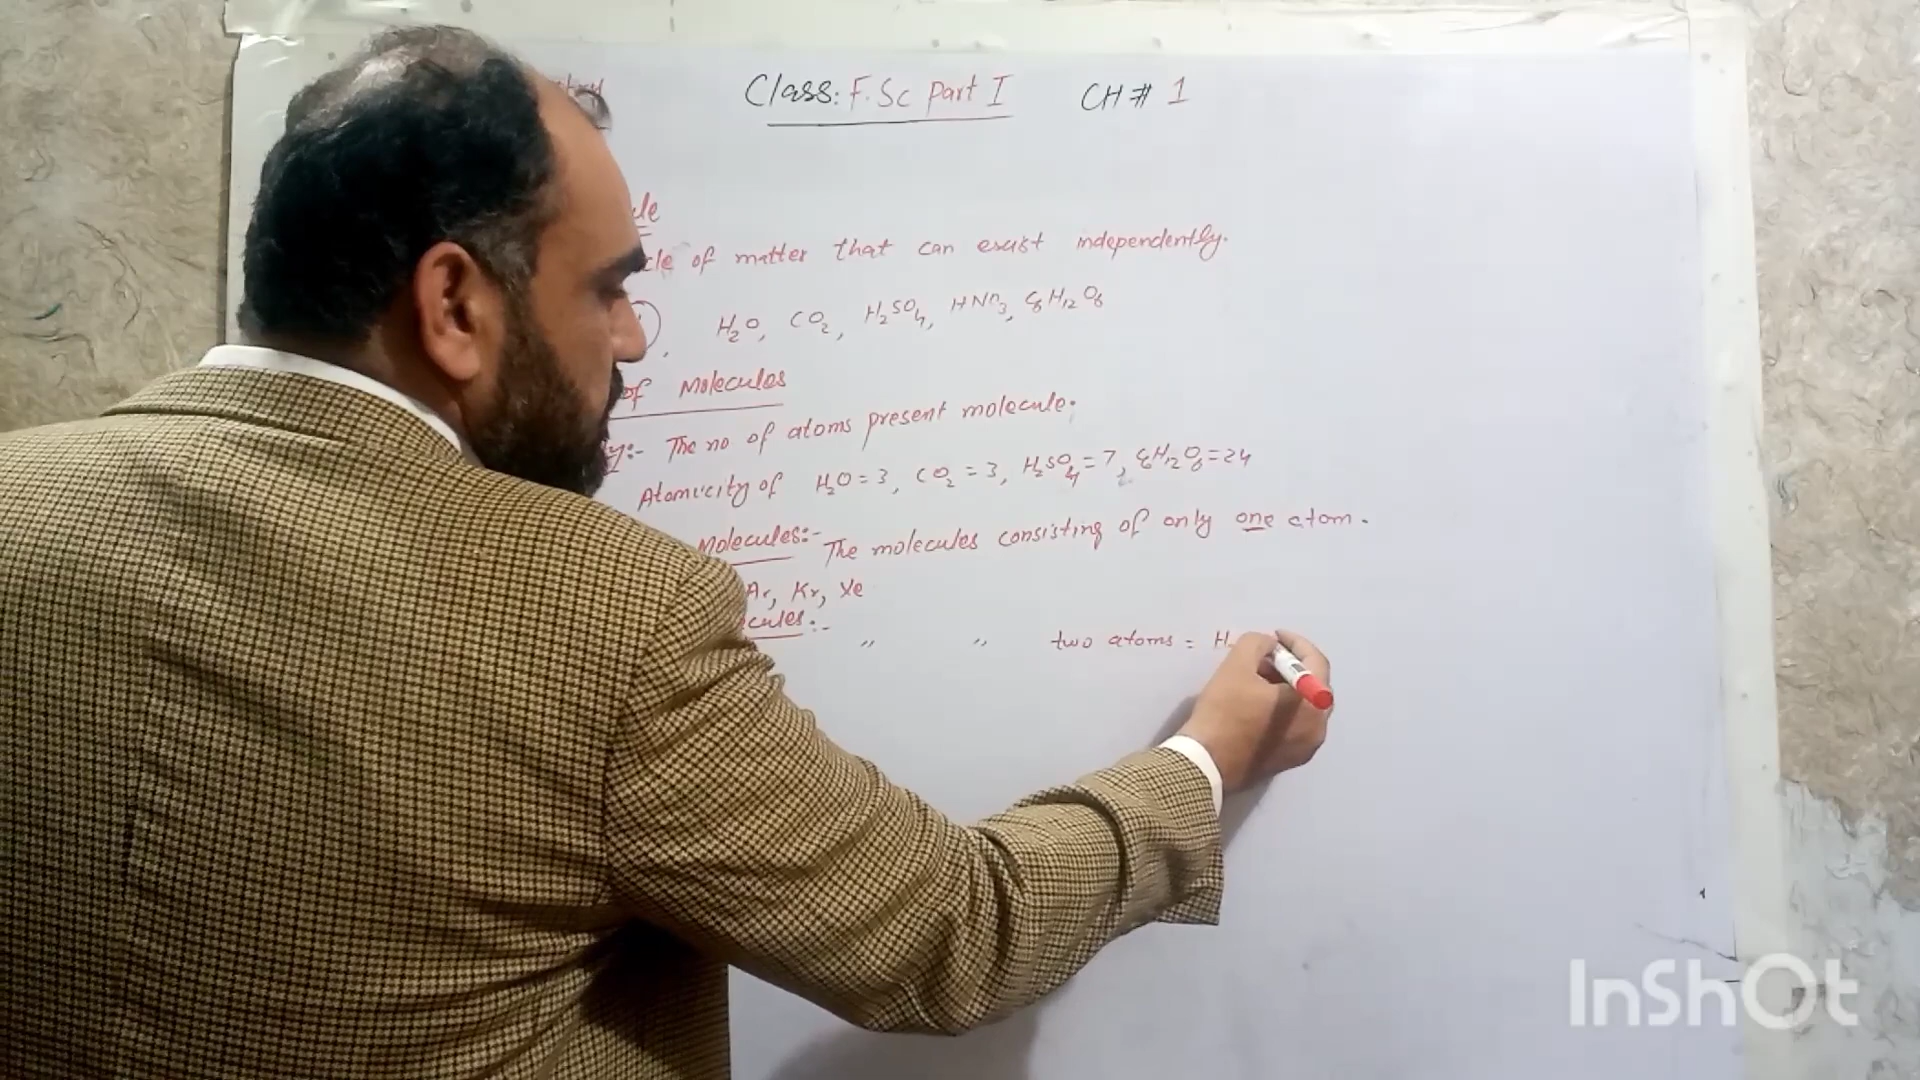 Class: F.Sc Part I CH # 1
cle of matter that can exist independently.
H₂O, CO₂, H₂SO₄, HNO₃, C₆H₁₂O₆
of Molecules
y:- The no of atoms present molecule.
Atomicity of H₂O = 3, CO₂ = 3, H₂SO₄ = 7, C₆H₁₂O₆ = 24
Molecules:- The molecules consisting of only one atom.
Ar, Kr, Xe
cules:- " " two atoms = H
InShOt